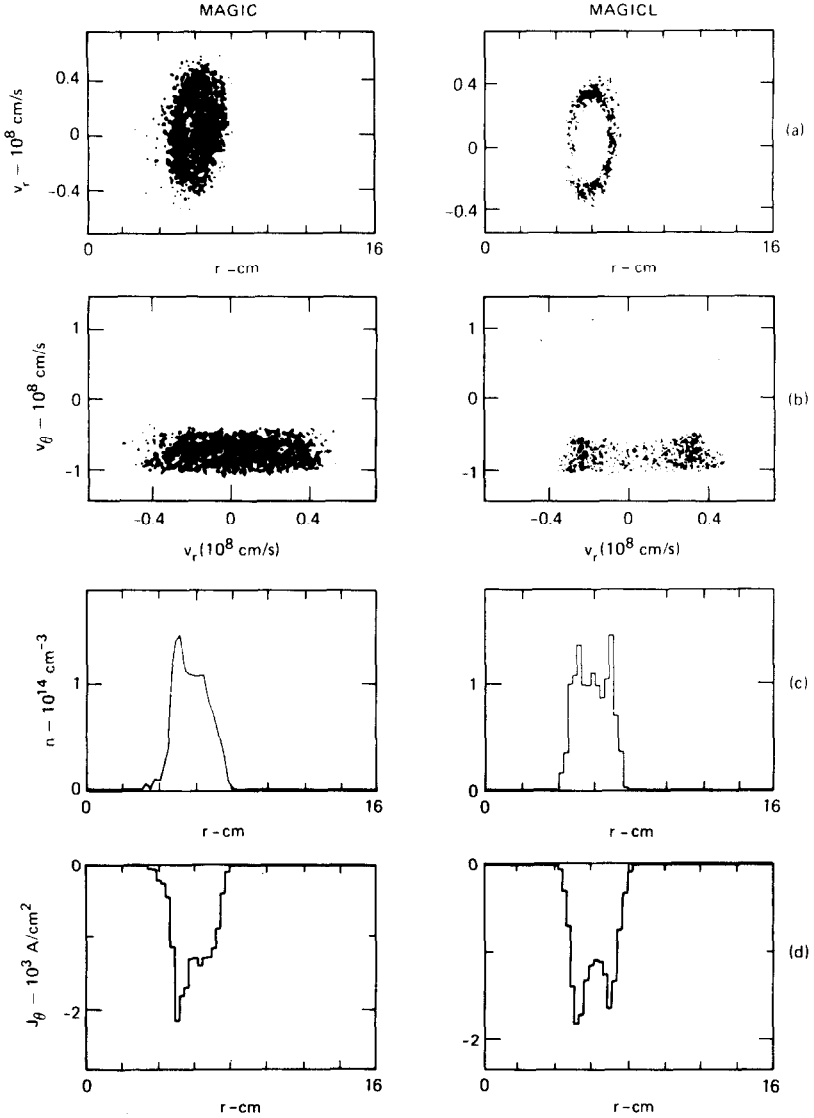 MAGIC
MAGICL
0.4
0
-0.4
v_r – 10^8 cm/s
0
16
r – cm
0.4
0
-0.4
0
16
r – cm
(a)
1
0
-1
v_θ – 10^8 cm/s
-0.4
0
0.4
v_r (10^8 cm/s)
1
0
-1
-0.4
0
0.4
v_r (10^8 cm/s)
(b)
1
0
n – 10^14 cm^-3
0
16
r – cm
1
0
0
16
r – cm
(c)
0
-2
J_θ – 10^3 A/cm^2
0
16
r – cm
0
-1
-2
0
16
r – cm
(d)